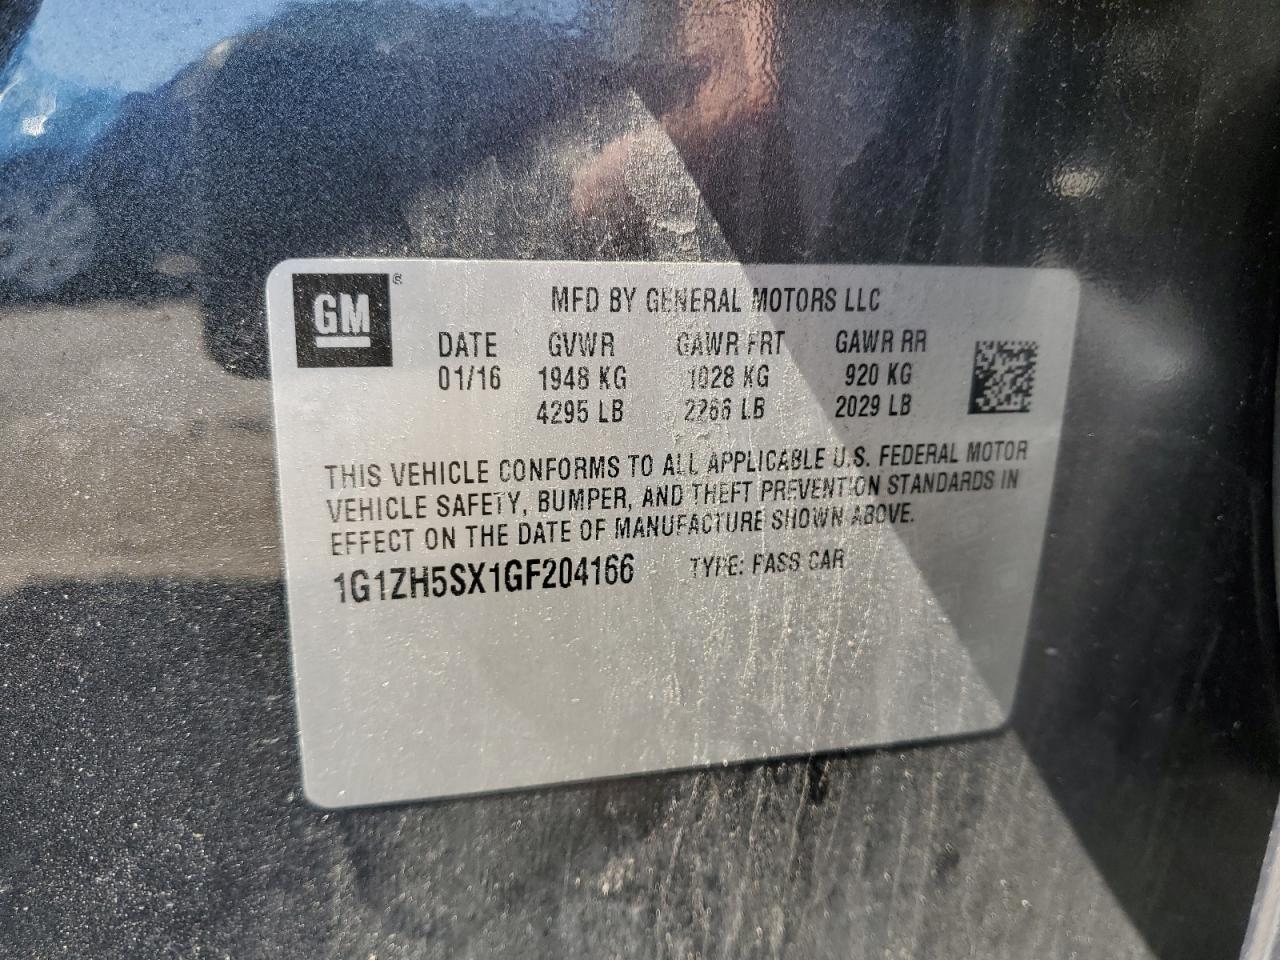 GM ®
MFD BY GENERAL MOTORS LLC
DATE GVWR GAWR FRT GAWR RR
01/16 1948 KG 1028 KG 920 KG
4295 LB 2266 LB 2029 LB
THIS VEHICLE CONFORMS TO ALL APPLICABLE U.S. FEDERAL MOTOR
VEHICLE SAFETY, BUMPER, AND THEFT PREVENTION STANDARDS IN
EFFECT ON THE DATE OF MANUFACTURE SHOWN ABOVE.
1G1ZH5SX1GF204166 TYPE: PASS CAR